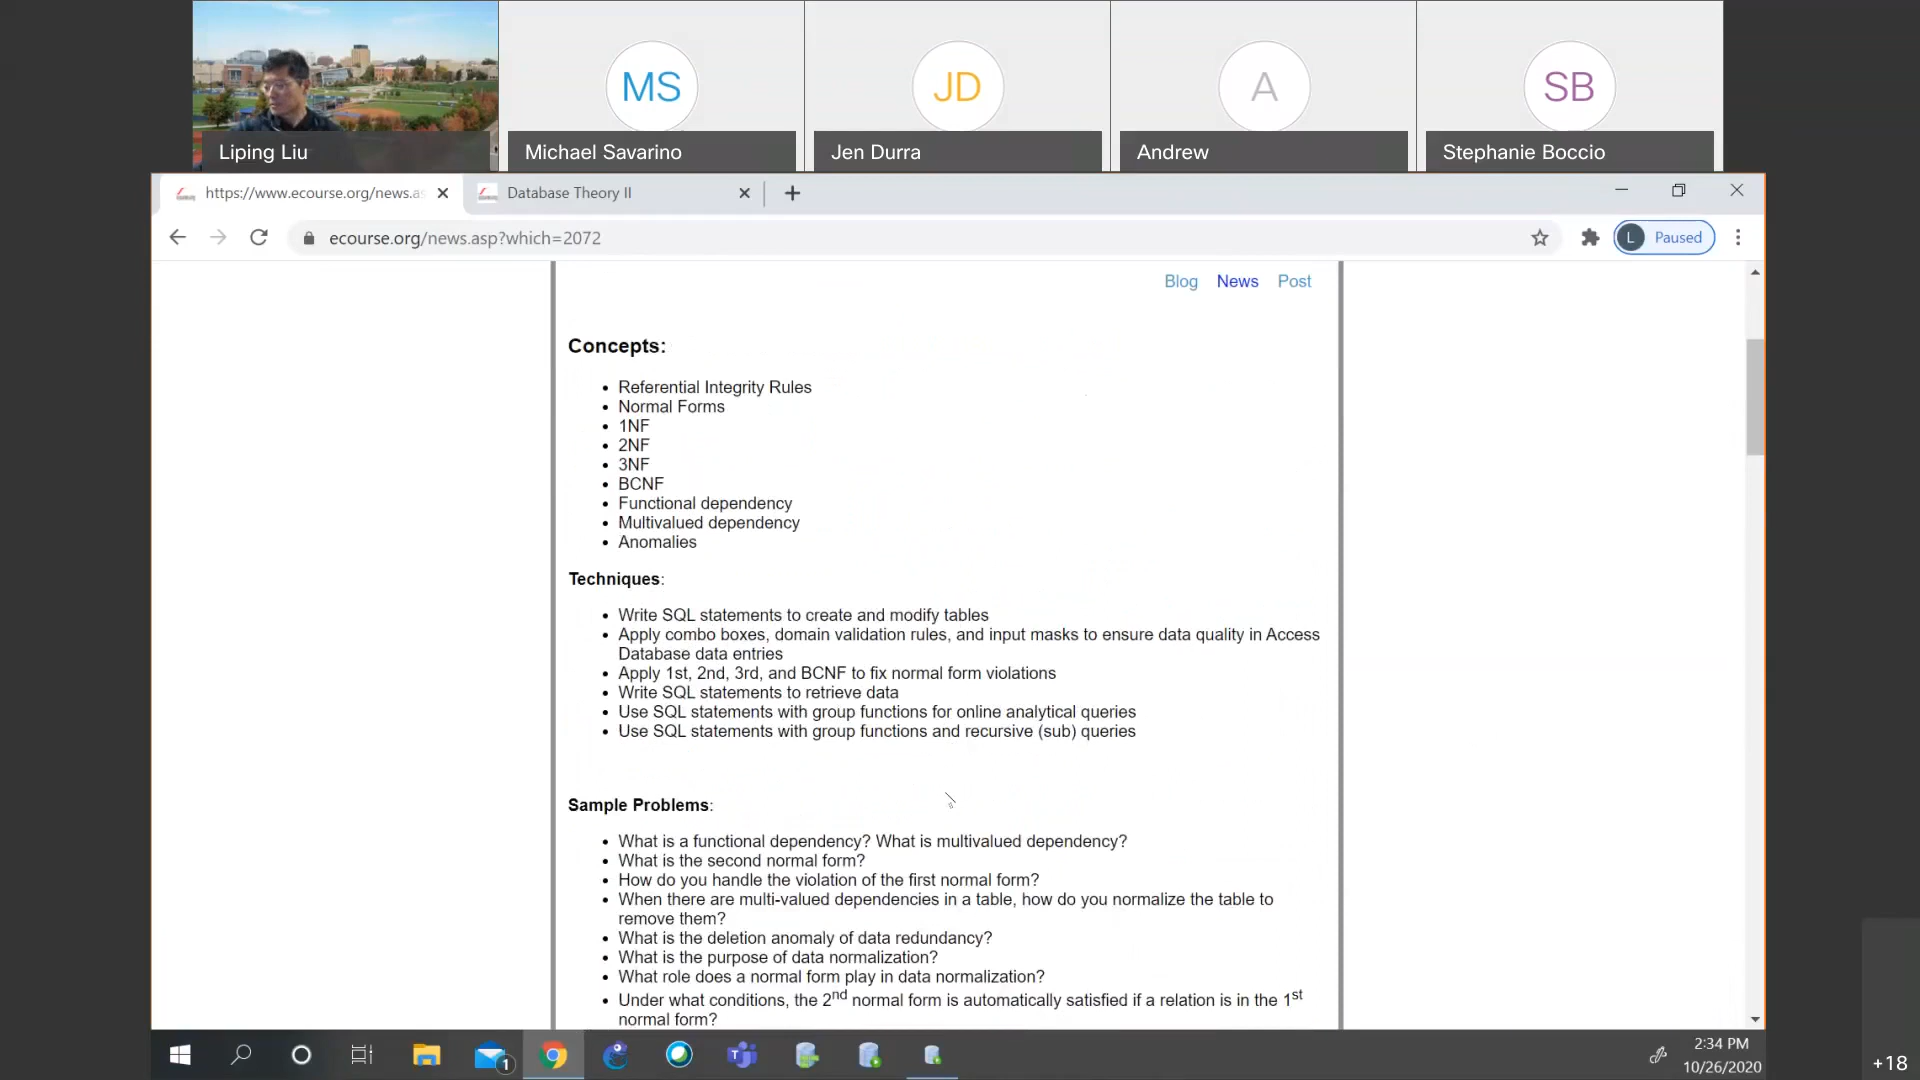 MS
JD
A
SB
Liping Liu
Michael Savarino
Jen Durra
Andrew
Stephanie Boccio
https://www.ecourse.org/news.as
Database Theory II
ecourse.org/news.asp?which=2072
L
Paused
Blog News Post
Concepts:
• Referential Integrity Rules
• Normal Forms
• 1NF
• 2NF
• 3NF
• BCNF
• Functional dependency
• Multivalued dependency
• Anomalies
Techniques:
• Write SQL statements to create and modify tables
• Apply combo boxes, domain validation rules, and input masks to ensure data quality in Access
Database data entries
• Apply 1st, 2nd, 3rd, and BCNF to fix normal form violations
• Write SQL statements to retrieve data
• Use SQL statements with group functions for online analytical queries
• Use SQL statements with group functions and recursive (sub) queries
Sample Problems:
• What is a functional dependency? What is multivalued dependency?
• What is the second normal form?
• How do you handle the violation of the first normal form?
• When there are multi-valued dependencies in a table, how do you normalize the table to
remove them?
• What is the deletion anomaly of data redundancy?
• What is the purpose of data normalization?
• What role does a normal form play in data normalization?
• Under what conditions, the 2nd normal form is automatically satisfied if a relation is in the 1st
normal form?
1
2:34 PM
10/26/2020
+18